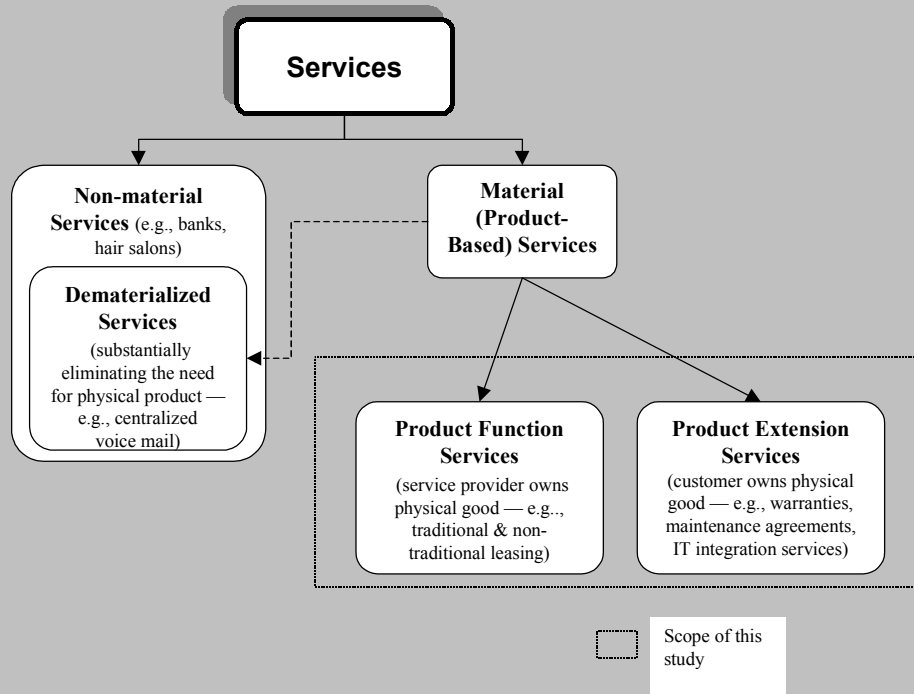 Services
Non-material
Services (e.g., banks,
hair salons)
Dematerialized
Services
(substantially
eliminating the need
for physical product —
e.g., centralized
voice mail)
Material
(Product-
Based) Services
Product Function
Services
(service provider owns
physical good — e.g..,
traditional & non-
traditional leasing)
Product Extension
Services
(customer owns physical
good — e.g., warranties,
maintenance agreements,
IT integration services)
Scope of this
study